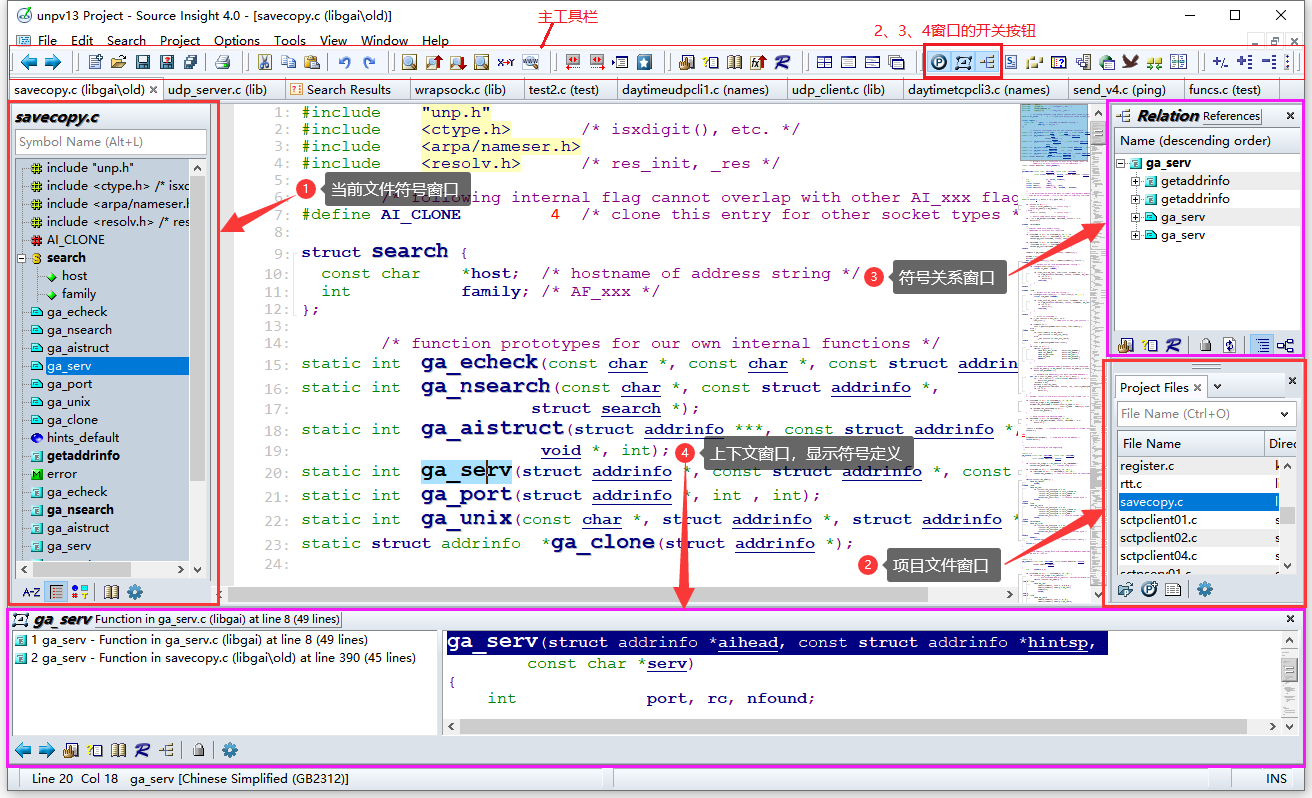 unpv13 Project - Source Insight 4.0 - [savecopy.c (libgai\old)]
主工具栏
2、3、4窗口的开关按钮
File Edit Search Project Options Tools View Window Help
savecopy.c (libgai\old) udp_server.c (lib) Search Results wrapsock.c (lib) test2.c (test) daytimeudpcli1.c (names) udp_client.c (lib) daytimetcpcli3.c (names) send_v4.c (ping) funcs.c (test)
savecopy.c
Symbol Name (Alt+L)
include "unp.h"
include <ctype.h> /* isxc
include <arpa/nameser.h
include <resolv.h> /* res
AI_CLONE
search
host
family
ga_echeck
ga_nsearch
ga_aistruct
ga_serv
ga_port
ga_unix
ga_clone
hints_default
getaddrinfo
error
ga_echeck
ga_nsearch
ga_aistruct
ga_serv
A-Z
1: #include "unp.h"
2: #include <ctype.h> /* isxdigit(), etc. */
3: #include <arpa/nameser.h>
4: #include <resolv.h> /* res_init, _res */
5:
1 当前文件符号窗口
following internal flag cannot overlap with other AI_xxx flag
7: #define AI_CLONE 4 /* clone this entry for other socket types *
8:
9: struct search {
10: const char *host; /* hostname of address string */
11: int family; /* AF_xxx */
12: };
3 符号关系窗口
13:
14: /* function prototypes for our own internal functions */
15: static int ga_echeck(const char *, const char *, const struct addrinfo
16: static int ga_nsearch(const char *, const struct addrinfo *,
17: struct search *);
18: static int ga_aistruct(struct addrinfo ***, const struct addrinfo *,
19: void *, int);
4 上下文窗口，显示符号定义
20: static int ga_serv(struct addrinfo *, const struct addrinfo *, const
21: static int ga_port(struct addrinfo *, int , int);
22: static int ga_unix(const char *, struct addrinfo *, struct addrinfo *
23: static struct addrinfo *ga_clone(struct addrinfo *);
24:
2 项目文件窗口
Relation References
Name (descending order)
ga_serv
getaddrinfo
getaddrinfo
ga_serv
ga_serv
Project Files
File Name (Ctrl+O)
File Name Direc
register.c
rtt.c
savecopy.c
sctpclient01.c
sctpclient02.c
sctpclient04.c
sctpserv01.c
ga_serv Function in ga_serv.c (libgai) at line 8 (49 lines)
1 ga_serv - Function in ga_serv.c (libgai) at line 8 (49 lines)
2 ga_serv - Function in savecopy.c (libgai\old) at line 390 (45 lines)
ga_serv(struct addrinfo *aihead, const struct addrinfo *hintsp,
const char *serv)
{
int port, rc, nfound;
Line 20 Col 18 ga_serv [Chinese Simplified (GB2312)] INS